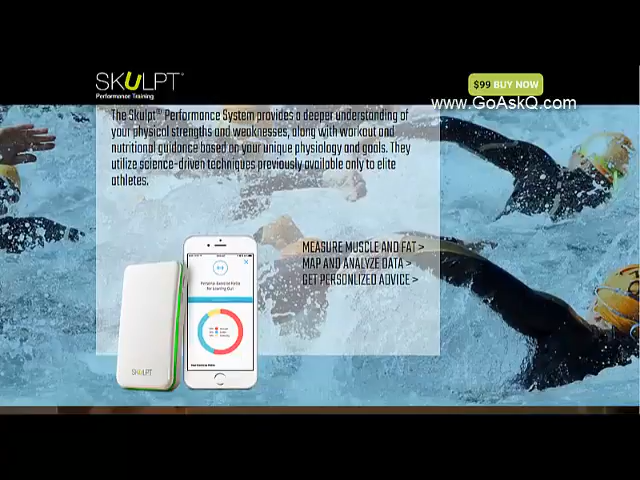 SKULPT
Performance Training
$99 BUY NOW
www.GoAskQ.com
The Skulpt™ Performance System provides a deeper understanding of
your physical strengths and weaknesses, along with workout and
nutritional guidance based on your unique physiology and goals. They
utilize science-driven techniques previously available only to elite
athletes.
MEASURE MUSCLE AND FAT >
MAP AND ANALYZE DATA >
GET PERSONLIZED ADVICE >
SKULPT